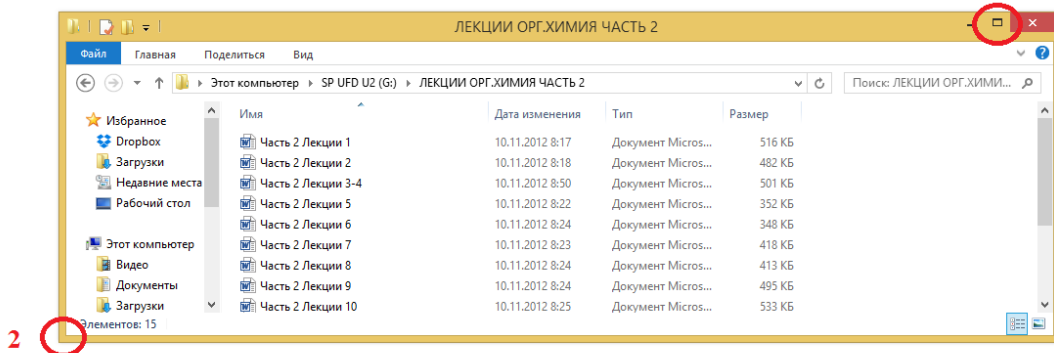 ЛЕКЦИИ ОРГ.ХИМИЯ ЧАСТЬ 2
Файл Главная Поделиться Вид
Этот компьютер SP UFD U2 (G:) ЛЕКЦИИ ОРГ.ХИМИЯ ЧАСТЬ 2 Поиск: ЛЕКЦИИ ОРГ.ХИМИ...
Избранное
Dropbox
Загрузки
Недавние места
Рабочий стол
Этот компьютер
Видео
Документы
Загрузки
Имя Дата изменения Тип Размер
Часть 2 Лекции 1 10.11.2012 8:17 Документ Micros... 516 КБ
Часть 2 Лекции 2 10.11.2012 8:18 Документ Micros... 482 КБ
Часть 2 Лекции 3-4 10.11.2012 8:50 Документ Micros... 501 КБ
Часть 2 Лекции 5 10.11.2012 8:22 Документ Micros... 352 КБ
Часть 2 Лекции 6 10.11.2012 8:24 Документ Micros... 348 КБ
Часть 2 Лекции 7 10.11.2012 8:23 Документ Micros... 418 КБ
Часть 2 Лекции 8 10.11.2012 8:24 Документ Micros... 413 КБ
Часть 2 Лекции 9 10.11.2012 8:24 Документ Micros... 495 КБ
Часть 2 Лекции 10 10.11.2012 8:25 Документ Micros... 533 КБ
Элементов: 15
2